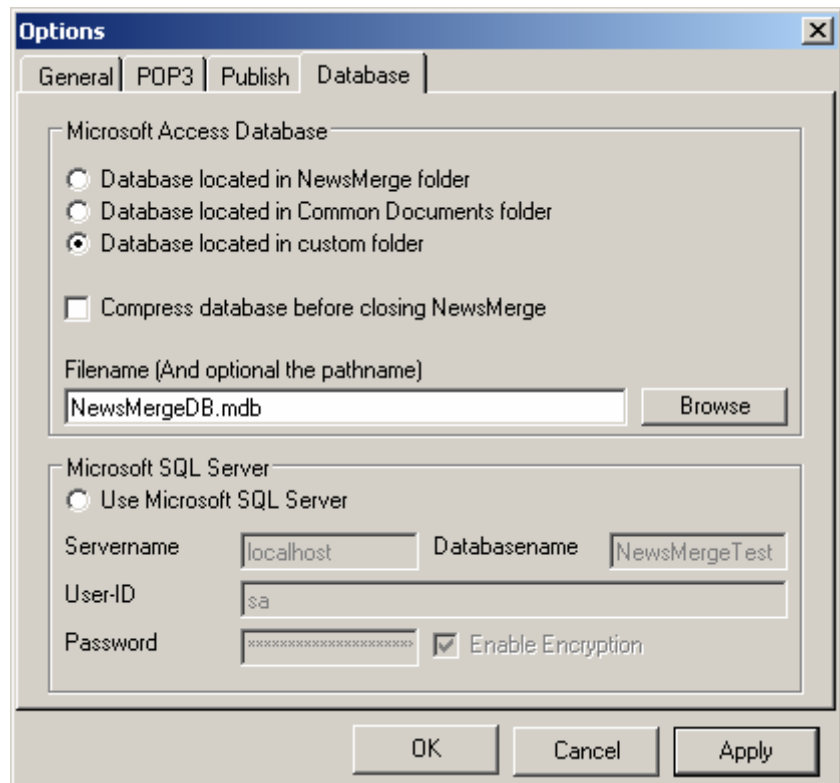 Options
General POP3 Publish Database
Microsoft Access Database
Database located in NewsMerge folder
Database located in Common Documents folder
Database located in custom folder
Compress database before closing NewsMerge
Filename (And optional the pathname)
NewsMergeDB.mdb Browse
Microsoft SQL Server
Use Microsoft SQL Server
Servername localhost Databasename NewsMergeTest
User-ID sa
Password Enable Encryption
OK Cancel Apply